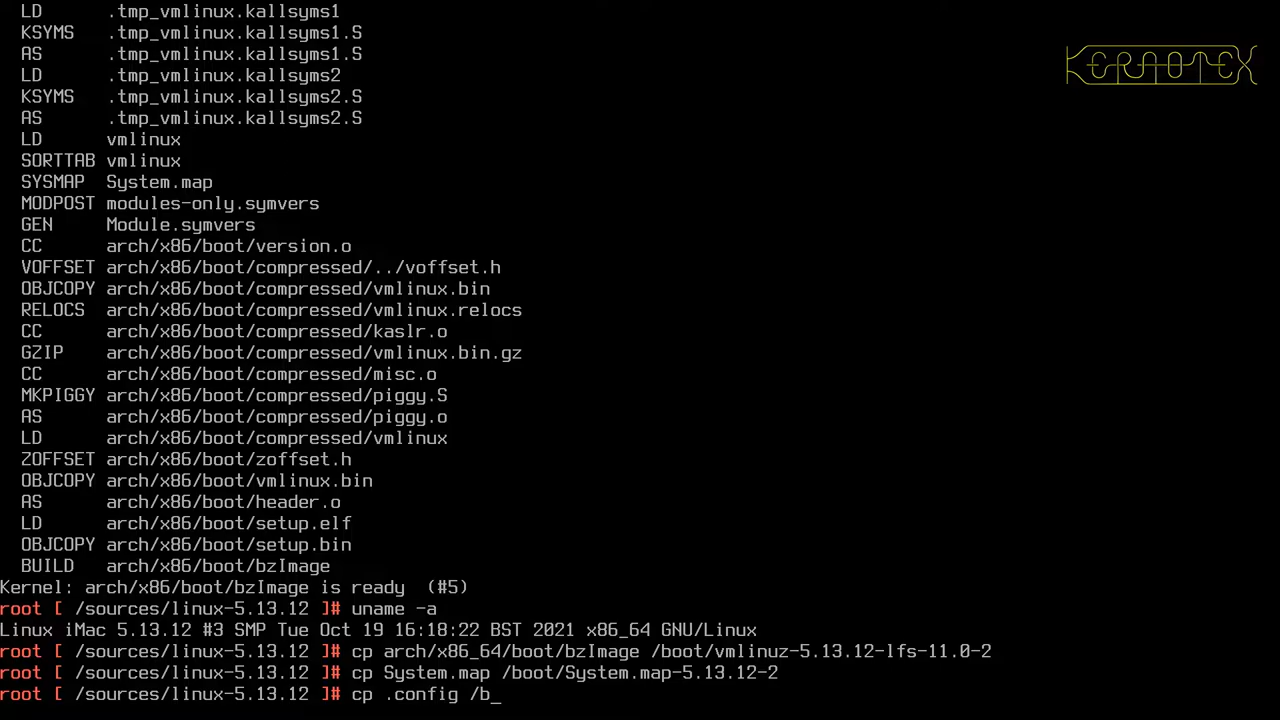 LD      .tmp_vmlinux.kallsyms1
KSYMS   .tmp_vmlinux.kallsyms1.S
AS      .tmp_vmlinux.kallsyms1.S
LD      .tmp_vmlinux.kallsyms2
KSYMS   .tmp_vmlinux.kallsyms2.S
AS      .tmp_vmlinux.kallsyms2.S
LD      vmlinux
SORTTAB vmlinux
SYSMAP  System.map
MODPOST modules-only.symvers
GEN     Module.symvers
CC      arch/x86/boot/version.o
VOFFSET arch/x86/boot/compressed/../voffset.h
OBJCOPY arch/x86/boot/compressed/vmlinux.bin
RELOCS  arch/x86/boot/compressed/vmlinux.relocs
CC      arch/x86/boot/compressed/kaslr.o
GZIP    arch/x86/boot/compressed/vmlinux.bin.gz
CC      arch/x86/boot/compressed/misc.o
MKPIGGY arch/x86/boot/compressed/piggy.S
AS      arch/x86/boot/compressed/piggy.o
LD      arch/x86/boot/compressed/vmlinux
ZOFFSET arch/x86/boot/zoffset.h
OBJCOPY arch/x86/boot/vmlinux.bin
AS      arch/x86/boot/header.o
LD      arch/x86/boot/setup.elf
OBJCOPY arch/x86/boot/setup.bin
BUILD   arch/x86/boot/bzImage
Kernel: arch/x86/boot/bzImage is ready  (#5)
root [ /sources/linux-5.13.12 ]# uname -a
Linux iMac 5.13.12 #3 SMP Tue Oct 19 16:18:22 BST 2021 x86_64 GNU/Linux
root [ /sources/linux-5.13.12 ]# cp arch/x86_64/boot/bzImage /boot/vmlinuz-5.13.12-lfs-11.0-2
root [ /sources/linux-5.13.12 ]# cp System.map /boot/System.map-5.13.12-2
root [ /sources/linux-5.13.12 ]# cp .config /b_